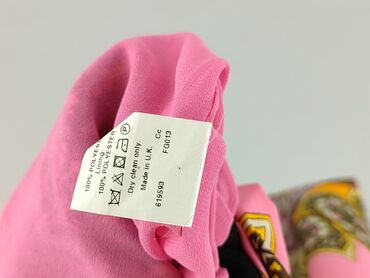 100% POLYESTER
Lining
100% POLYESTER
P
Dry clean only
Made in U.K.
619593
Cc
FG013